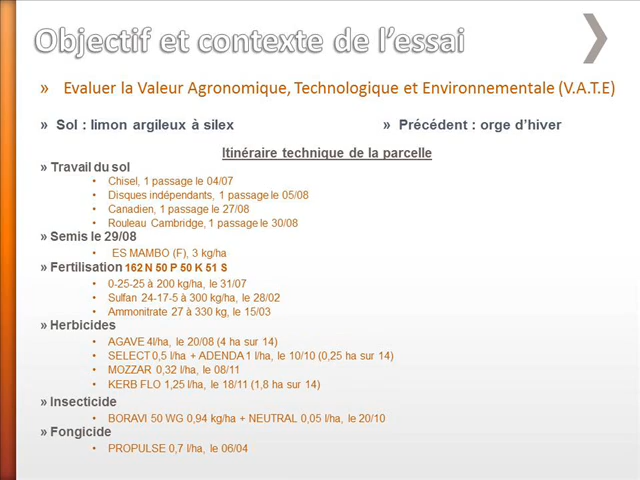 Objectif et contexte de l'essai
» Evaluer la Valeur Agronomique, Technologique et Environnementale (V.A.T.E)
» Sol : limon argileux à silex » Précédent : orge d'hiver
Itinéraire technique de la parcelle
» Travail du sol
• Chisel, 1 passage le 04/07
• Disques indépendants, 1 passage le 05/08
• Canadien, 1 passage le 27/08
• Rouleau Cambridge, 1 passage le 30/08
» Semis le 29/08
• ES MAMBO (F), 3 kg/ha
» Fertilisation 162 N 50 P 50 K 51 S
• 0-25-25 à 200 kg/ha, le 31/07
• Sulfan 24-17-5 à 300 kg/ha, le 28/02
• Ammonitrate 27 à 330 kg, le 15/03
» Herbicides
• AGAVE 4l/ha, le 20/08 (4 ha sur 14)
• SELECT 0,5 l/ha + ADENDA 1 l/ha, le 10/10 (0,25 ha sur 14)
• MOZZAR 0,32 l/ha, le 08/11
• KERB FLO 1,25 l/ha, le 18/11 (1,8 ha sur 14)
» Insecticide
• BORAVI 50 WG 0,94 kg/ha + NEUTRAL 0,05 l/ha, le 20/10
» Fongicide
• PROPULSE 0,7 l/ha, le 06/04